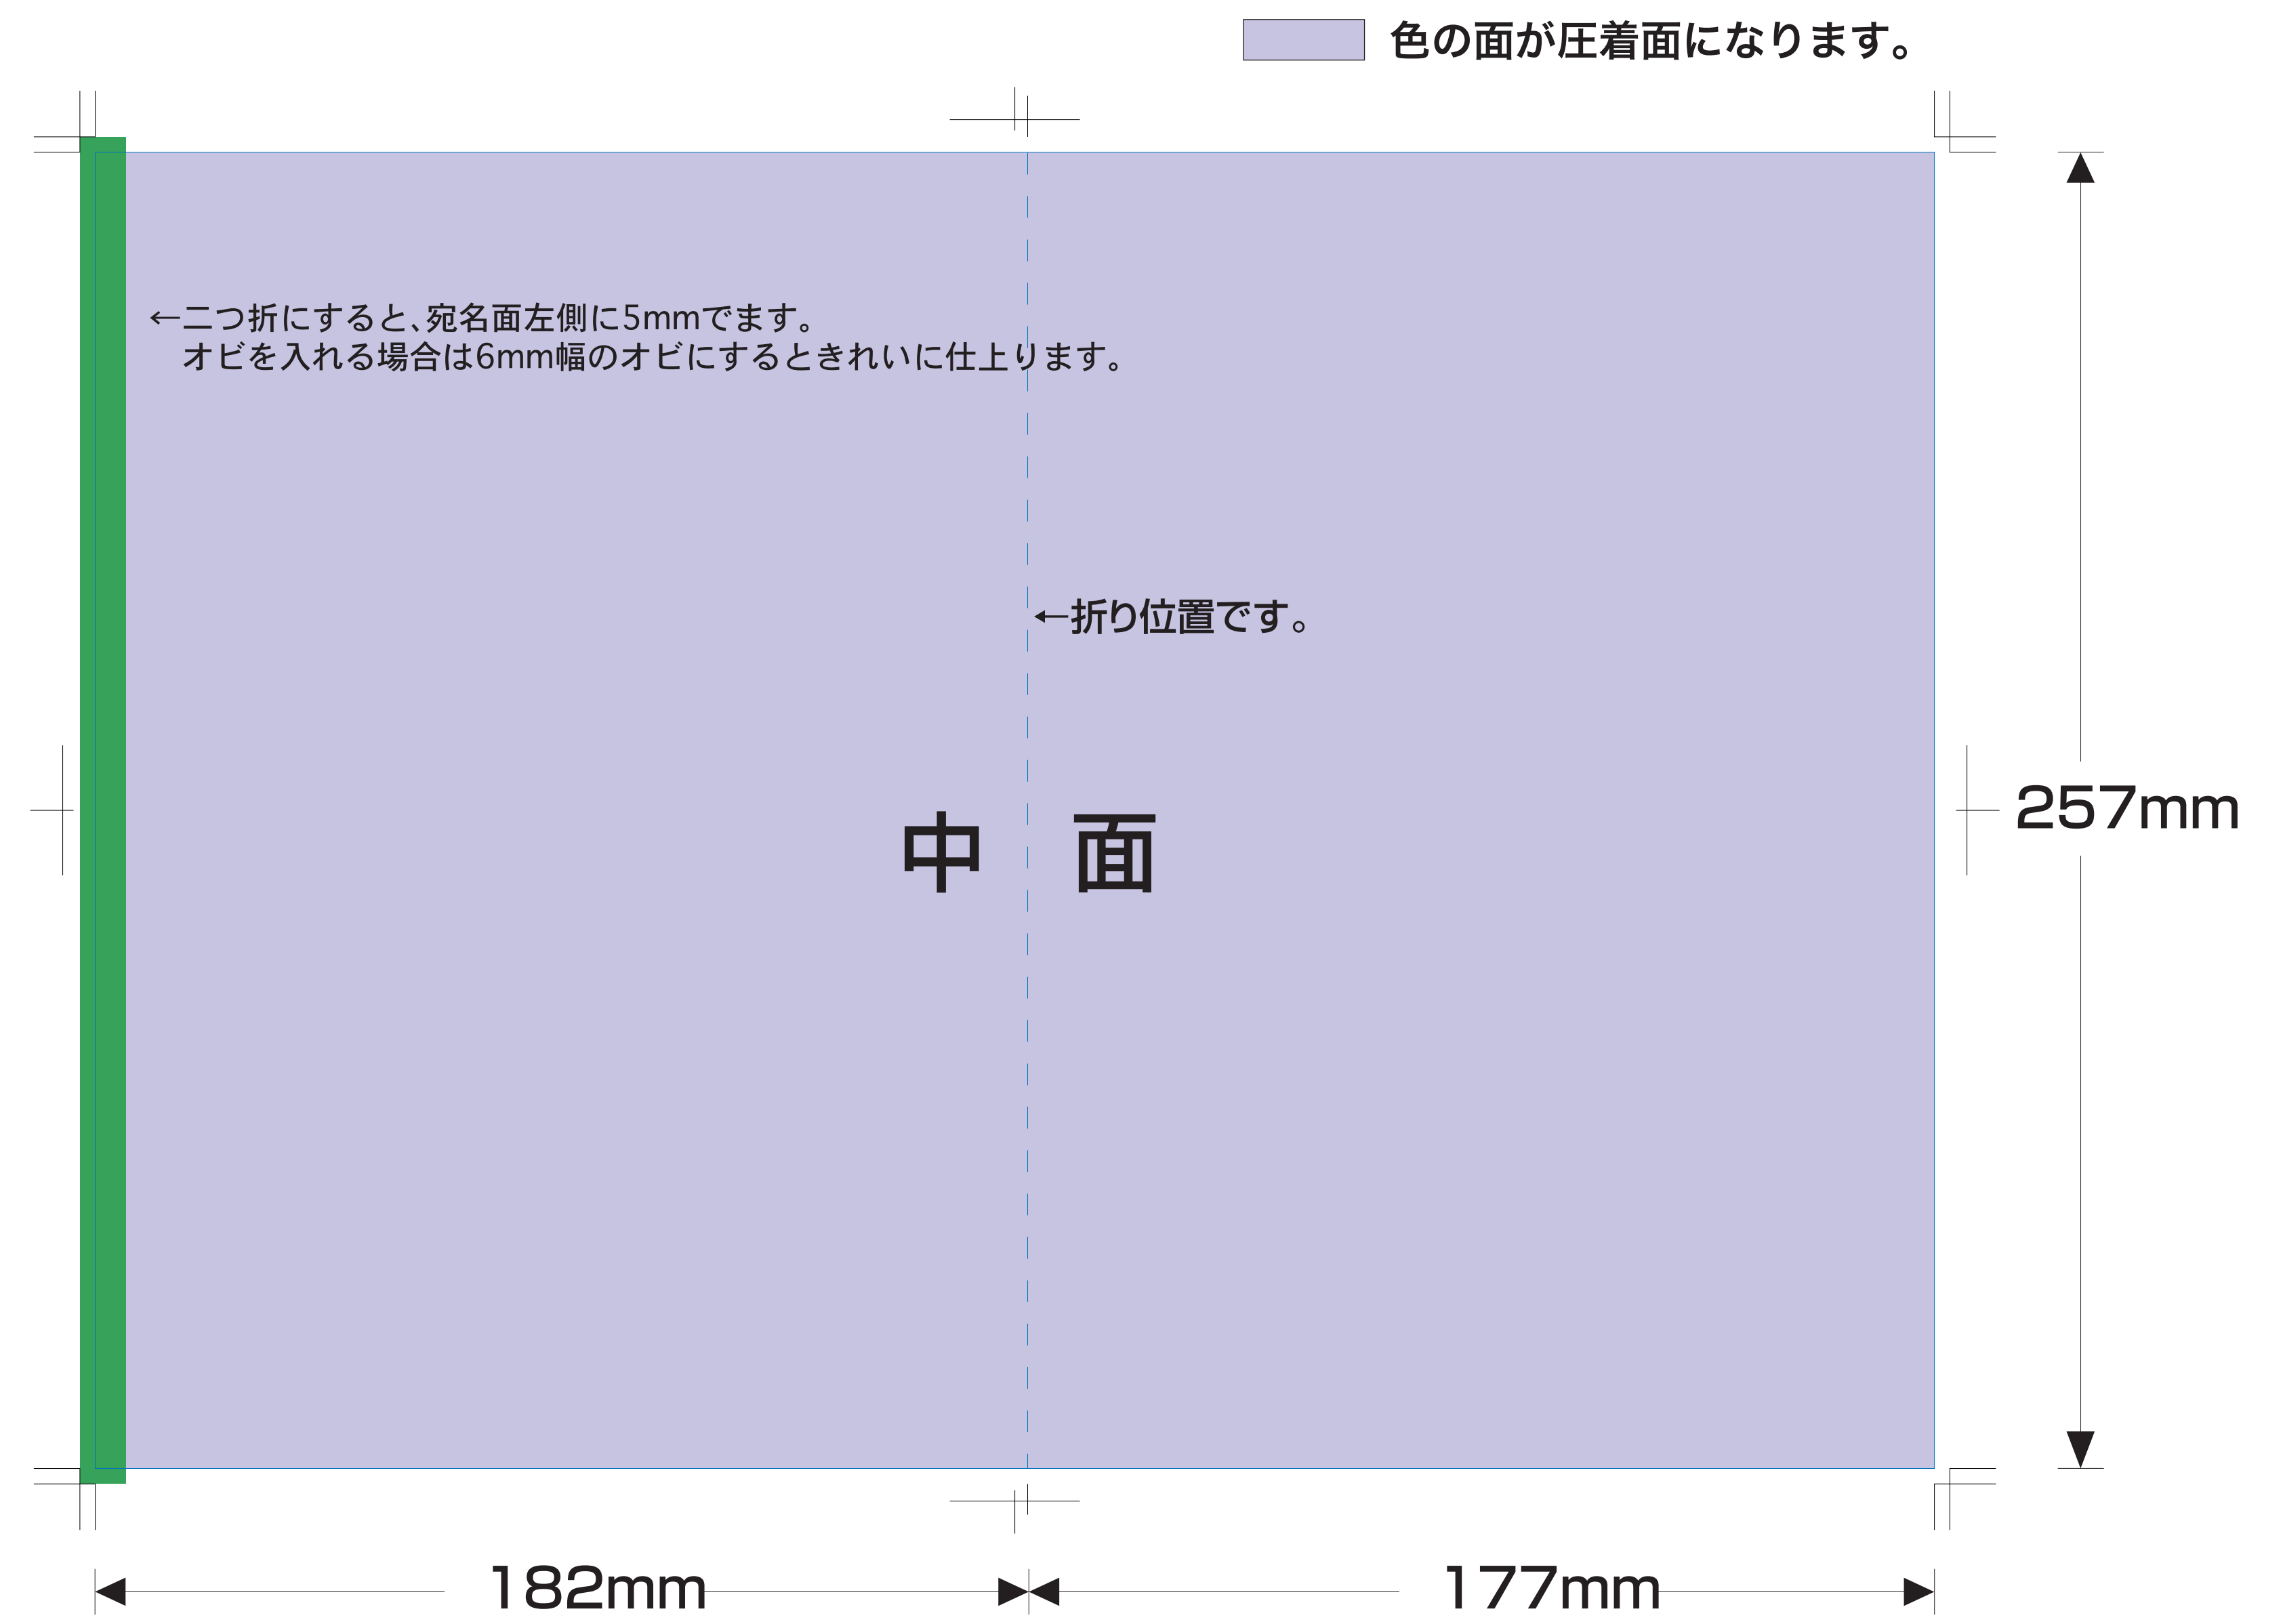 色の面が圧着面になります。
←二つ折にすると、宛名面左側に5mmでます。
オビを入れる場合は6mm幅のオビにするときれいに仕上ります。
←折り位置です。
中　面
257mm
182mm
177mm